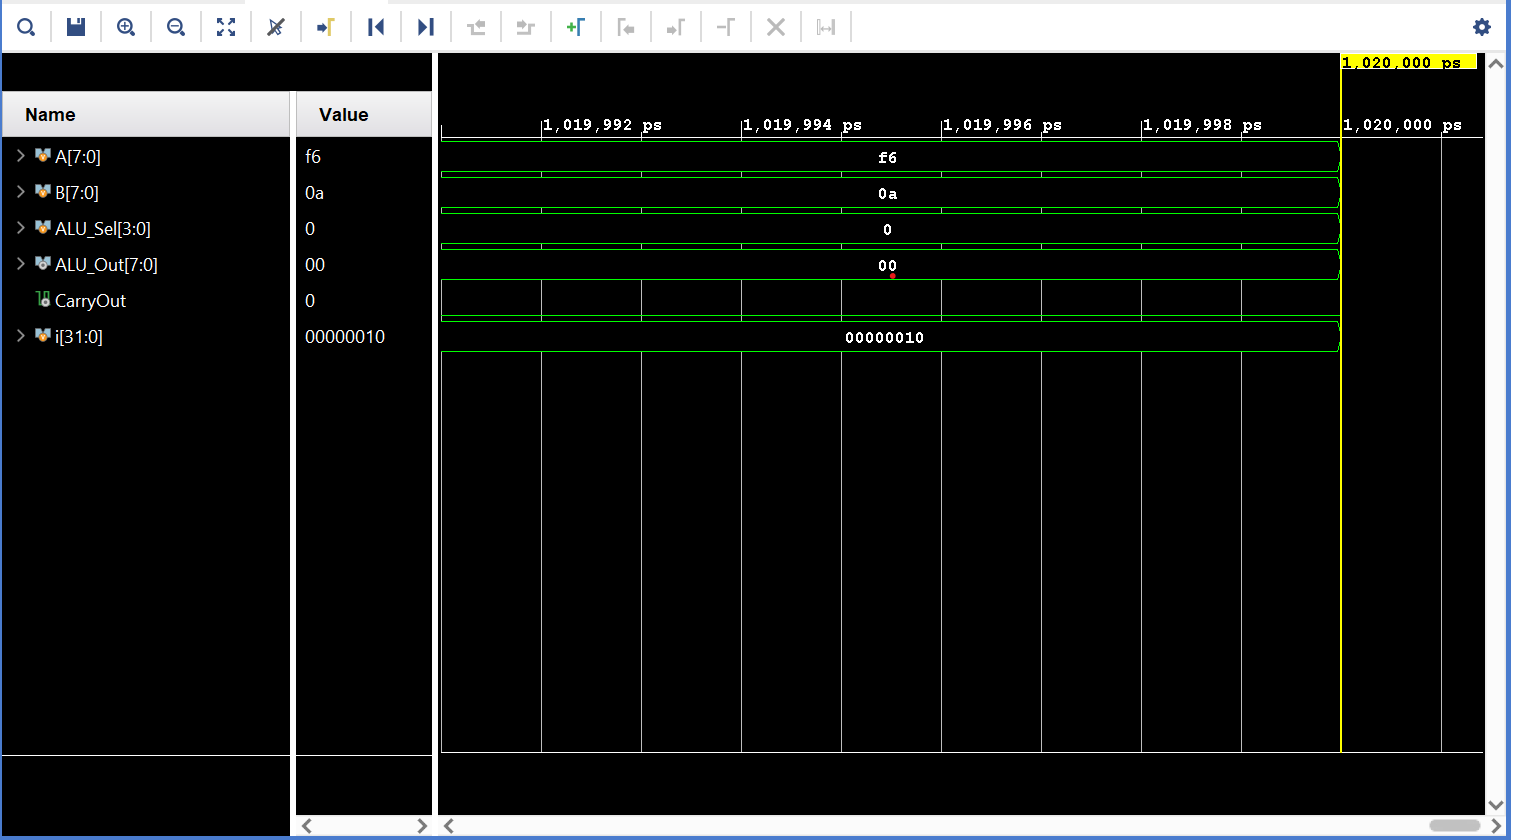 1,020,000 ps
Name Value
1,019,992 ps 1,019,994 ps 1,019,996 ps 1,019,998 ps 1,020,000 ps
A[7:0] f6 f6
B[7:0] 0a 0a
ALU_Sel[3:0] 0 0
ALU_Out[7:0] 00 00
CarryOut 0
i[31:0] 00000010 00000010